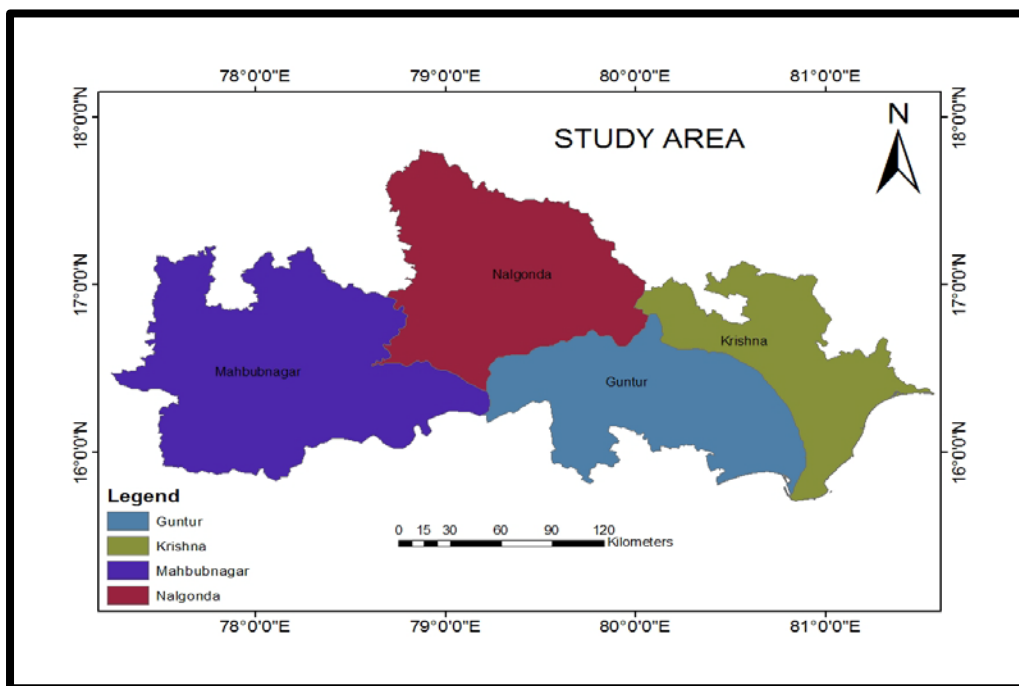 78°0'0"E 79°0'0"E 80°0'0"E 81°0'0"E
18°0'0"N 18°0'0"N
STUDY AREA
N
Nalgonda
17°0'0"N 17°0'0"N
Krishna
Mahbubnagar
Guntur
16°0'0"N 16°0'0"N
Legend
Guntur
Krishna
Mahbubnagar
Nalgonda
0 15 30 60 90 120
Kilometers
78°0'0"E 79°0'0"E 80°0'0"E 81°0'0"E